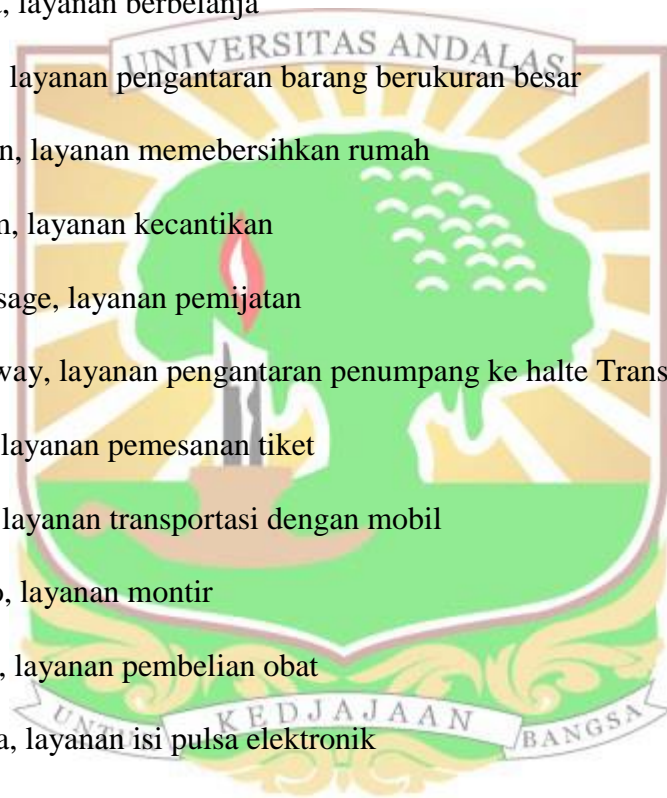 , layanan berbelanja
UNIVERSITAS ANDALAS
layanan pengantaran barang berukuran besar
n, layanan memebersihkan rumah
n, layanan kecantikan
sage, layanan pemijatan
way, layanan pengantaran penumpang ke halte Trans
layanan pemesanan tiket
layanan transportasi dengan mobil
, layanan montir
, layanan pembelian obat
a, layanan isi pulsa elektronik
UNTUK KEDJAJAAN BANGSA